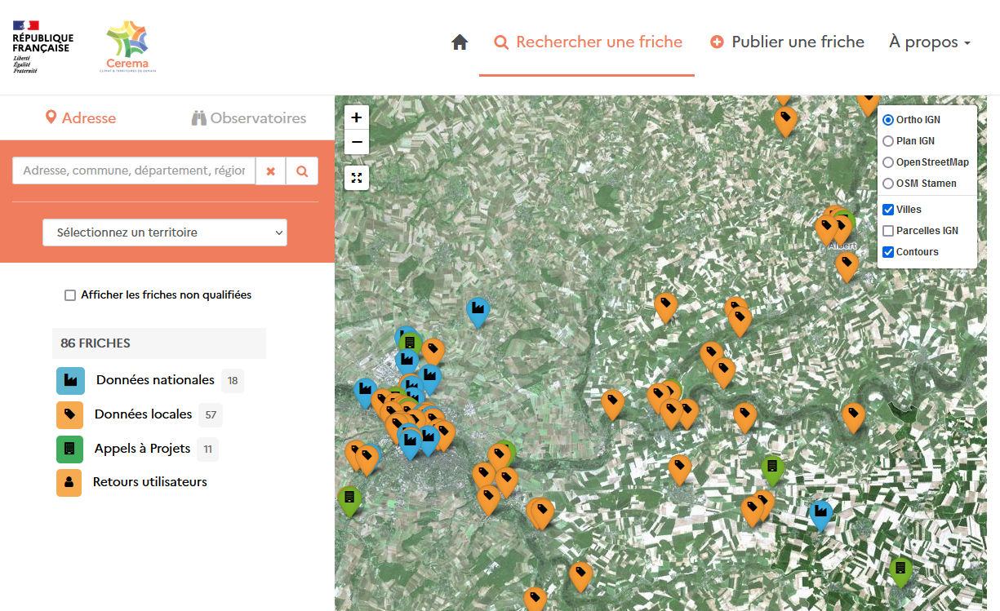 RÉPUBLIQUE
FRANÇAISE
Liberté
Égalité
Fraternité
Cerema
CLIMAT & TERRITOIRES DE DEMAIN
Rechercher une friche
Publier une friche
À propos
Adresse
Observatoires
Adresse, commune, département, région
Sélectionnez un territoire
Afficher les friches non qualifiées
86 FRICHES
Données nationales 18
Données locales 57
Appels à Projets 11
Retours utilisateurs
+
−
Ortho IGN
Plan IGN
OpenStreetMap
OSM Stamen
Villes
Parcelles IGN
Contours
Albert